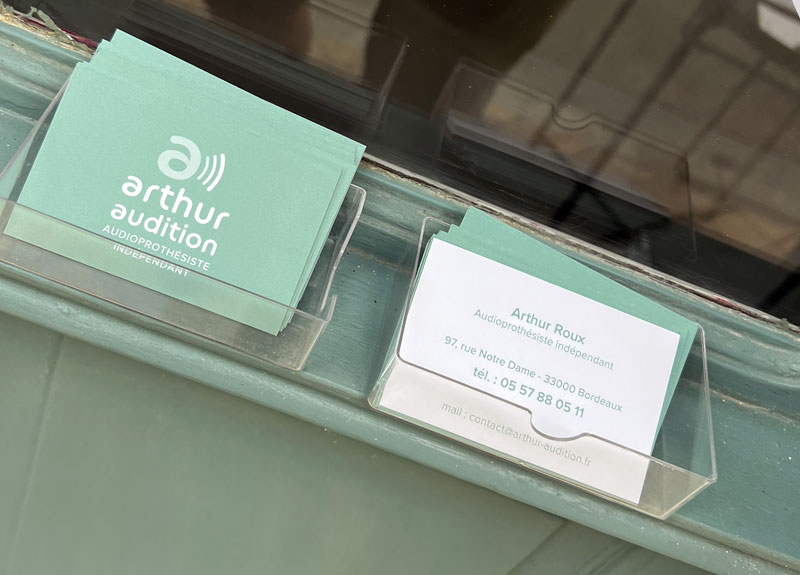 a
arthur
audition
AUDIOPROTHÉSISTE
INDÉPENDANT
Arthur Roux
Audioprothésiste indépendant
97, rue Notre Dame - 33000 Bordeaux
tél. : 05 57 88 05 11
mail : contact@arthur-audition.fr